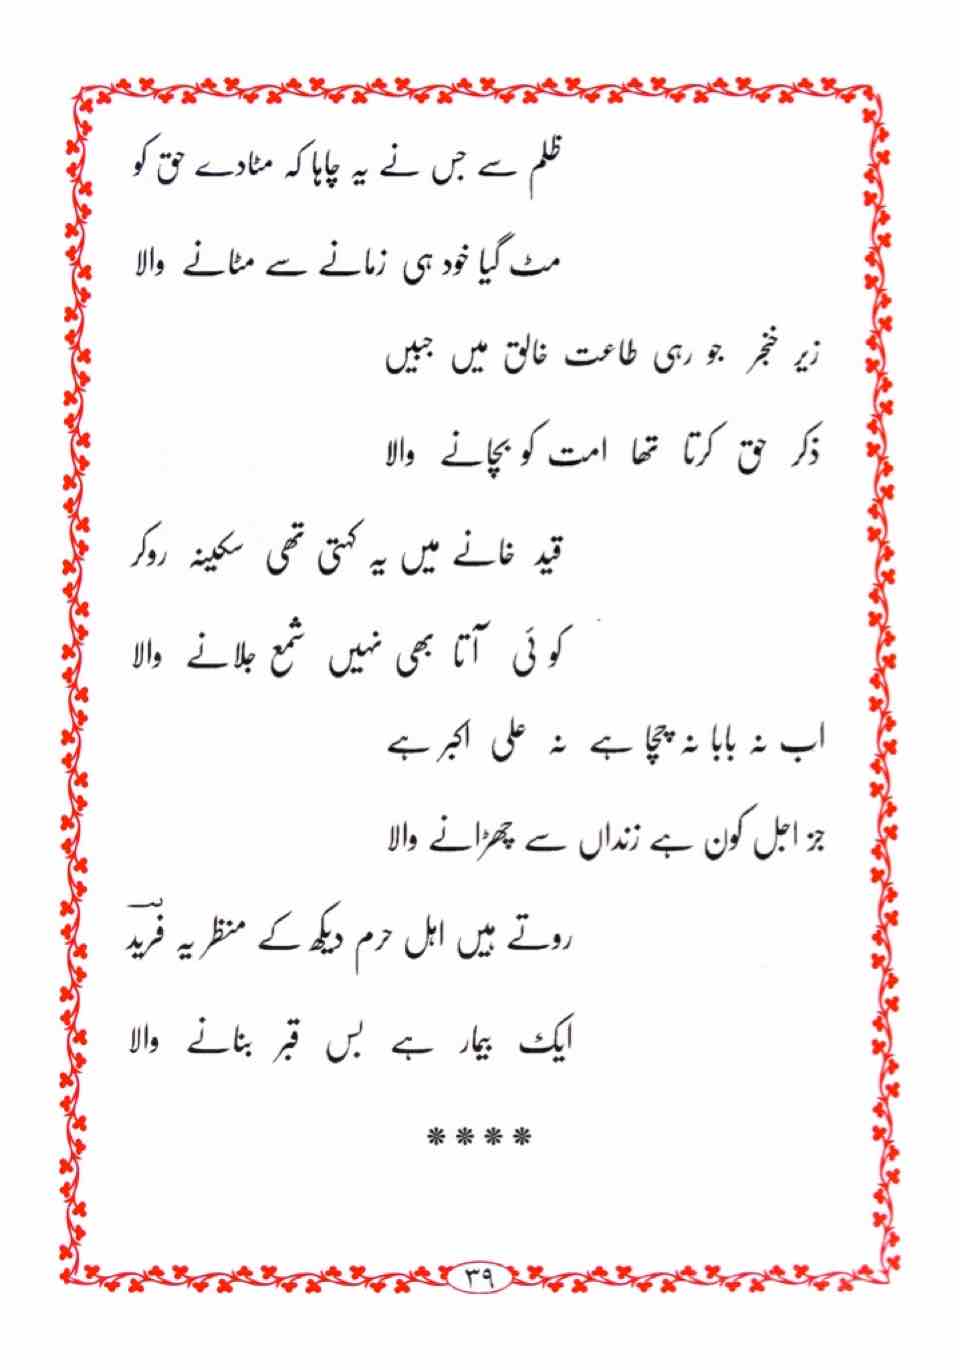 ظلم سے جس نے یہ چاہا کہ مٹادے حق کو
مٹ گیا خود ہی زمانے سے مٹانے والا
زیر خنجر جو رہی طاعت خالق میں جبیں
ذکر حق کرتا تھا امت کو بچانے والا
قید خانے میں یہ کہتی تھی سکینہ روکر
کوئی آتا بھی نہیں شمع جلانے والا
اب نہ بابا نہ چچا ہے نہ علی اکبر ہے
جز اجل کون ہے زنداں سے چھڑانے والا
روتے ہیں اہل حرم دیکھ کے منظر یہ فرید
ایک بیمار ہے بس قبر بنانے والا
****
۳۹